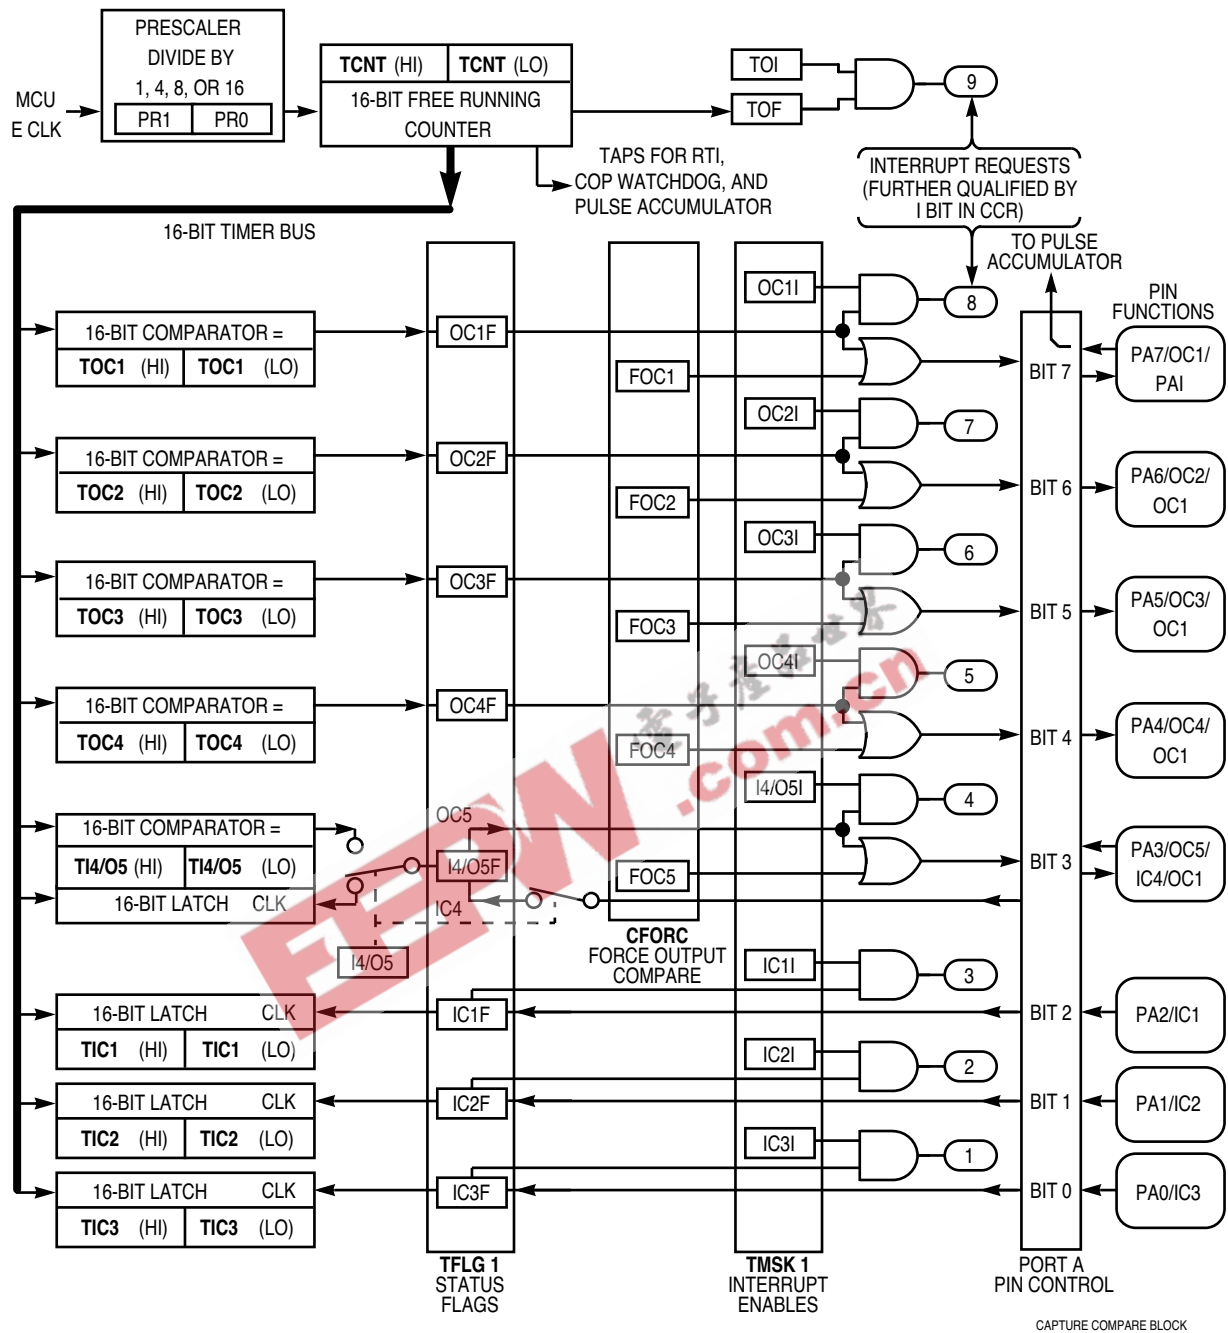 PRESCALER
DIVIDE BY
1, 4, 8, OR 16
PR1 PR0
MCU
E CLK
TCNT (HI) TCNT (LO)
16-BIT FREE RUNNING
COUNTER
TOI
TOF
9
TAPS FOR RTI,
COP WATCHDOG, AND
PULSE ACCUMULATOR
INTERRUPT REQUESTS
(FURTHER QUALIFIED BY
I BIT IN CCR)
16-BIT TIMER BUS
TO PULSE
ACCUMULATOR
PIN
FUNCTIONS
OC1I
8
16-BIT COMPARATOR =
TOC1 (HI) TOC1 (LO)
OC1F
FOC1
BIT 7
PA7/OC1/
PAI
OC2I
7
16-BIT COMPARATOR =
TOC2 (HI) TOC2 (LO)
OC2F
FOC2
BIT 6
PA6/OC2/
OC1
OC3I
6
16-BIT COMPARATOR =
TOC3 (HI) TOC3 (LO)
OC3F
FOC3
BIT 5
PA5/OC3/
OC1
OC4I
5
16-BIT COMPARATOR =
TOC4 (HI) TOC4 (LO)
OC4F
FOC4
BIT 4
PA4/OC4/
OC1
I4/O5I
4
OC5
16-BIT COMPARATOR =
TI4/O5 (HI) TI4/O5 (LO)
16-BIT LATCH CLK
I4/O5F
IC4
I4/O5
FOC5
BIT 3
PA3/OC5/
IC4/OC1
CFORC
FORCE OUTPUT
COMPARE
IC1I
3
16-BIT LATCH CLK
TIC1 (HI) TIC1 (LO)
IC1F
BIT 2
PA2/IC1
IC2I
2
16-BIT LATCH CLK
TIC2 (HI) TIC2 (LO)
IC2F
BIT 1
PA1/IC2
IC3I
1
16-BIT LATCH CLK
TIC3 (HI) TIC3 (LO)
IC3F
BIT 0
PA0/IC3
TFLG 1
STATUS
FLAGS
TMSK 1
INTERRUPT
ENABLES
PORT A
PIN CONTROL
CAPTURE COMPARE BLOCK
EEPW
.com.cn
電子產品世界